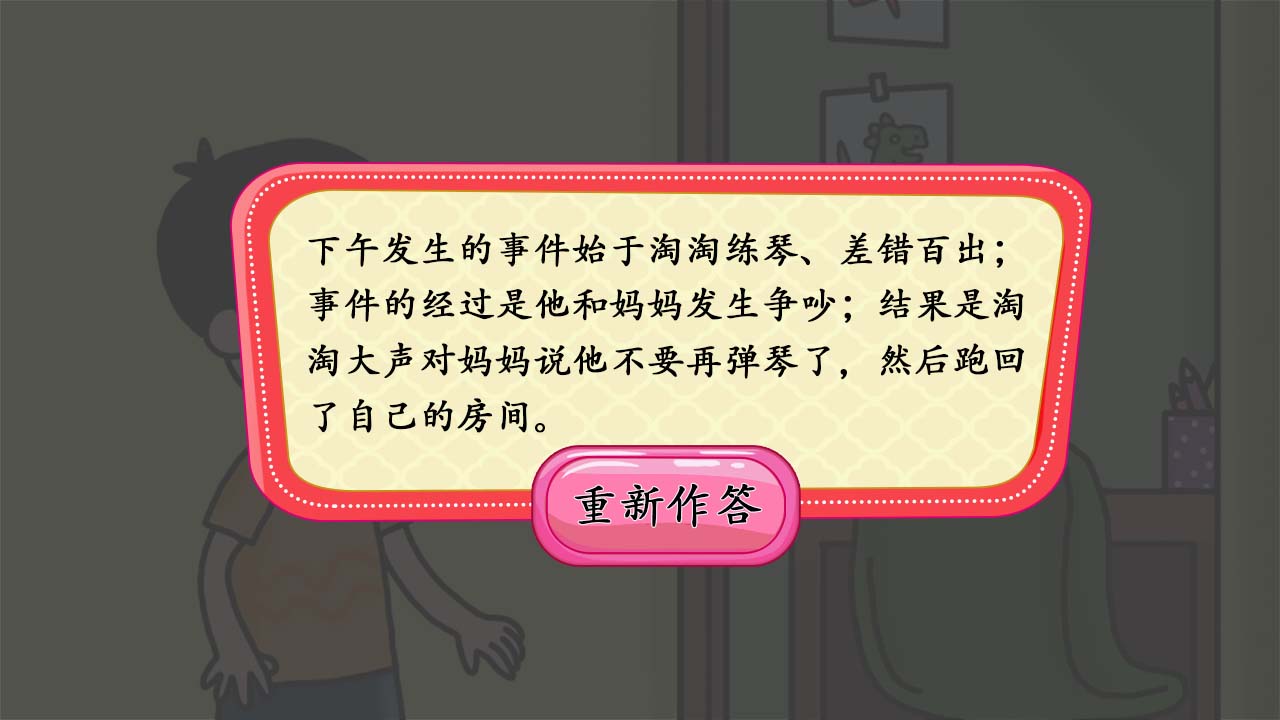 下午发生的事件始于淘淘练琴、差错百出；
事件的经过是他和妈妈发生争吵；结果是淘
淘大声对妈妈说他不要再弹琴了，然后跑回
了自己的房间。
重新作答